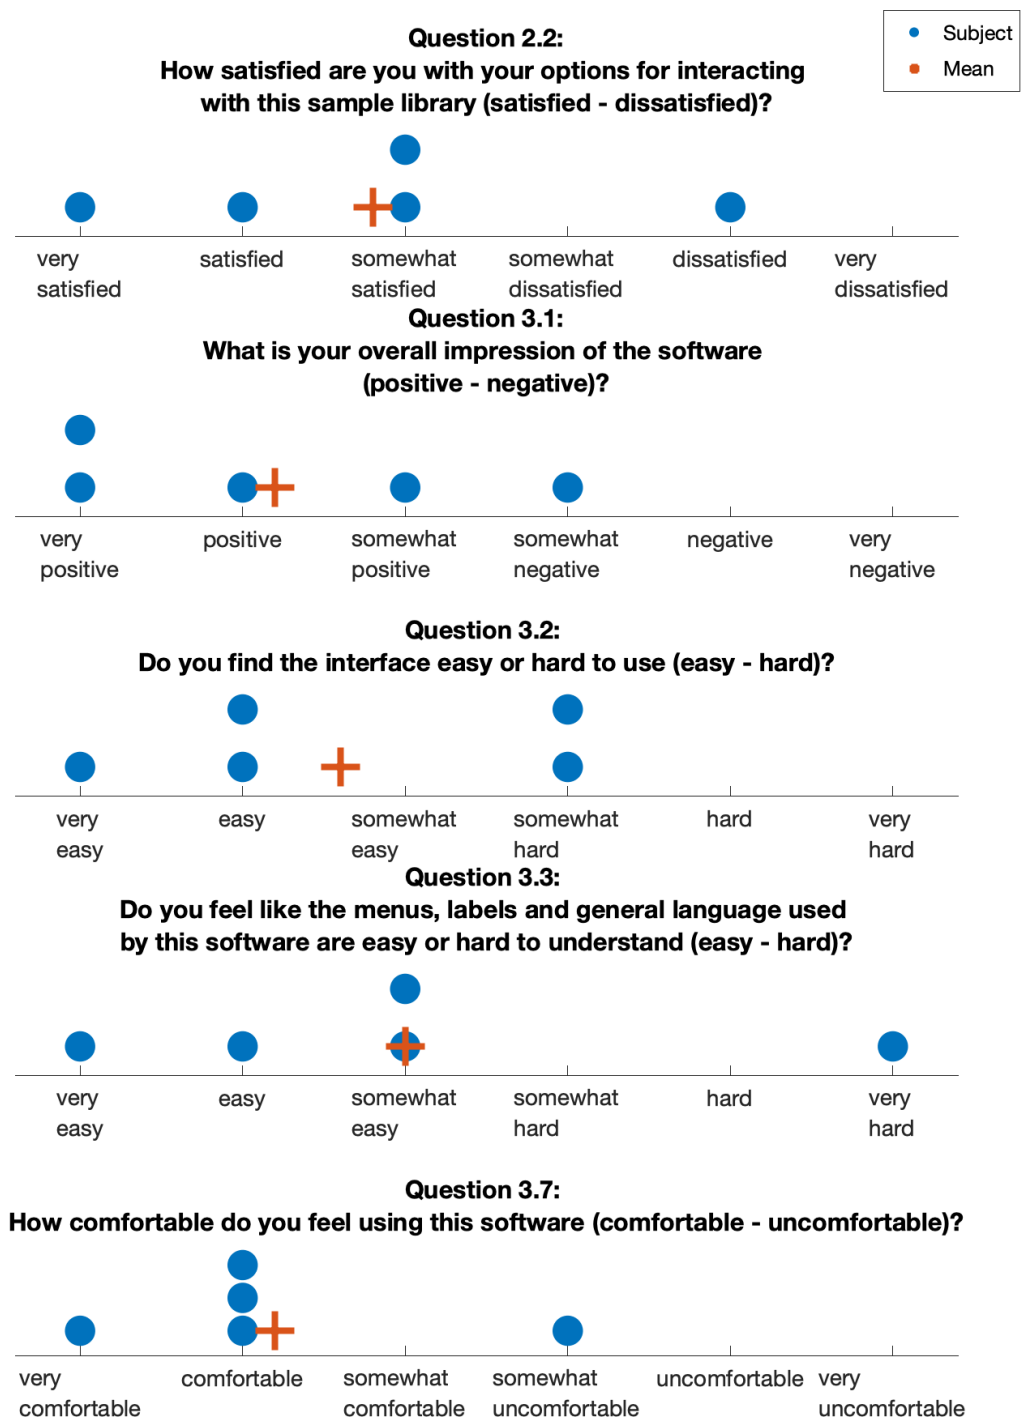 Subject
Mean
Question 2.2:
How satisfied are you with your options for interacting
with this sample library (satisfied - dissatisfied)?
very
satisfied
satisfied
somewhat
satisfied
somewhat
dissatisfied
dissatisfied
very
dissatisfied
Question 3.1:
What is your overall impression of the software
(positive - negative)?
very
positive
positive
somewhat
positive
somewhat
negative
negative
very
negative
Question 3.2:
Do you find the interface easy or hard to use (easy - hard)?
very
easy
easy
somewhat
easy
somewhat
hard
hard
very
hard
Question 3.3:
Do you feel like the menus, labels and general language used
by this software are easy or hard to understand (easy - hard)?
very
easy
easy
somewhat
easy
somewhat
hard
hard
very
hard
Question 3.7:
How comfortable do you feel using this software (comfortable - uncomfortable)?
very
comfortable
comfortable
somewhat
comfortable
somewhat
uncomfortable
uncomfortable
very
uncomfortable